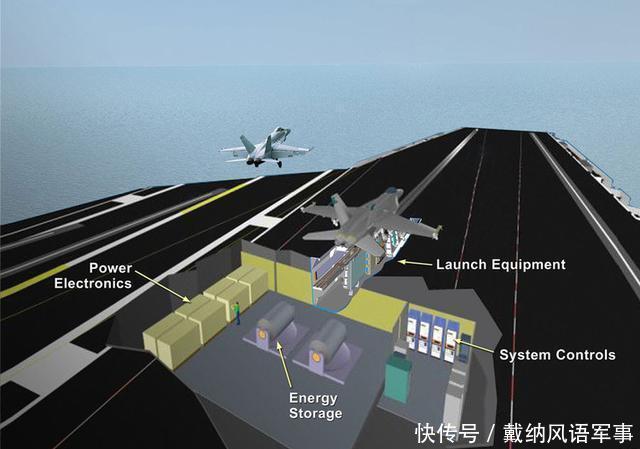 Power
Electronics
Launch Equipment
System Controls
Energy
Storage
快传号 / 戴纳风语军事